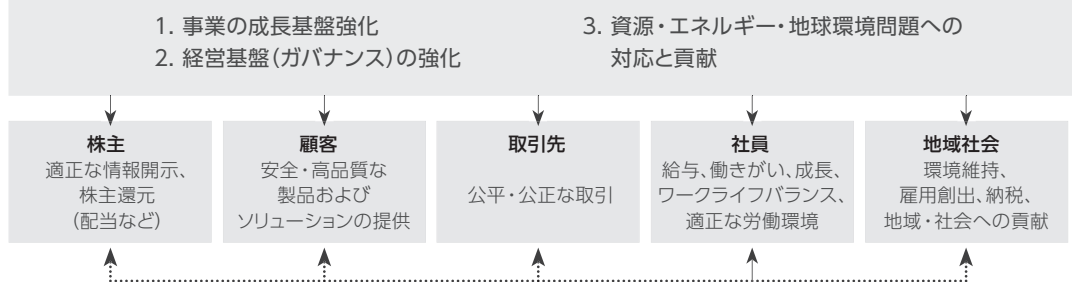 1. 事業の成長基盤強化
2. 経営基盤(ガバナンス)の強化
3. 資源・エネルギー・地球環境問題への
対応と貢献
株主
適正な情報開示、
株主還元
(配当など)
顧客
安全・高品質な
製品および
ソリューションの提供
取引先
公平・公正な取引
社員
給与、働きがい、成長、
ワークライフバランス、
適正な労働環境
地域社会
環境維持、
雇用創出、納税、
地域・社会への貢献